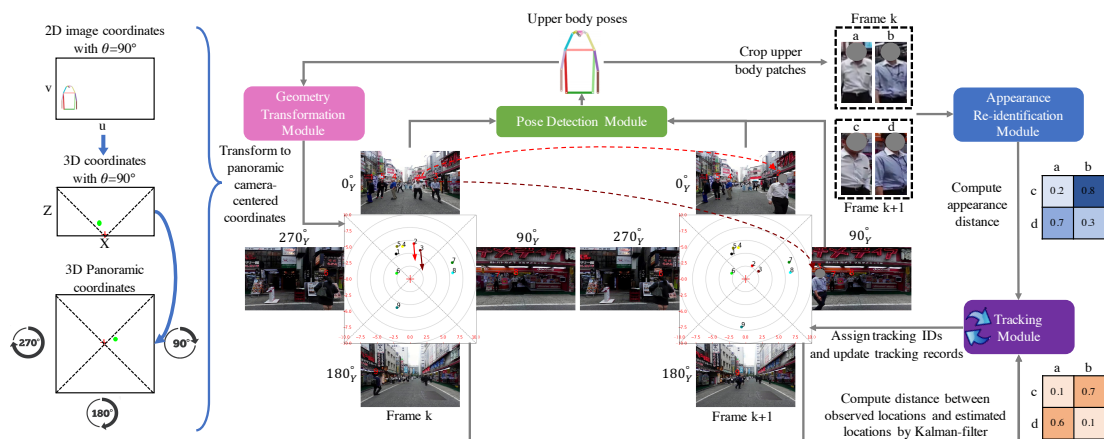 2D image coordinates
with θ=90°
v
u
3D coordinates
with θ=90°
Z
X
3D Panoramic
coordinates
270°
90°
180°
Transform to
panoramic
camera-
centered
coordinates
Geometry
Transformation
Module
Upper body poses
Pose Detection Module
Crop upper
body patches
Frame k
a
b
c
d
Frame k+1
Appearance
Re-identification
Module
Compute
appearance
distance
a
b
c
0.2
0.8
d
0.7
0.3
0°Y
270°Y
90°Y
180°Y
Frame k
0°Y
270°Y
90°Y
180°Y
Frame k+1
Tracking
Module
Assign tracking IDs
and update tracking records
Compute distance between
observed locations and estimated
locations by Kalman-filter
a
b
c
0.1
0.7
d
0.6
0.1